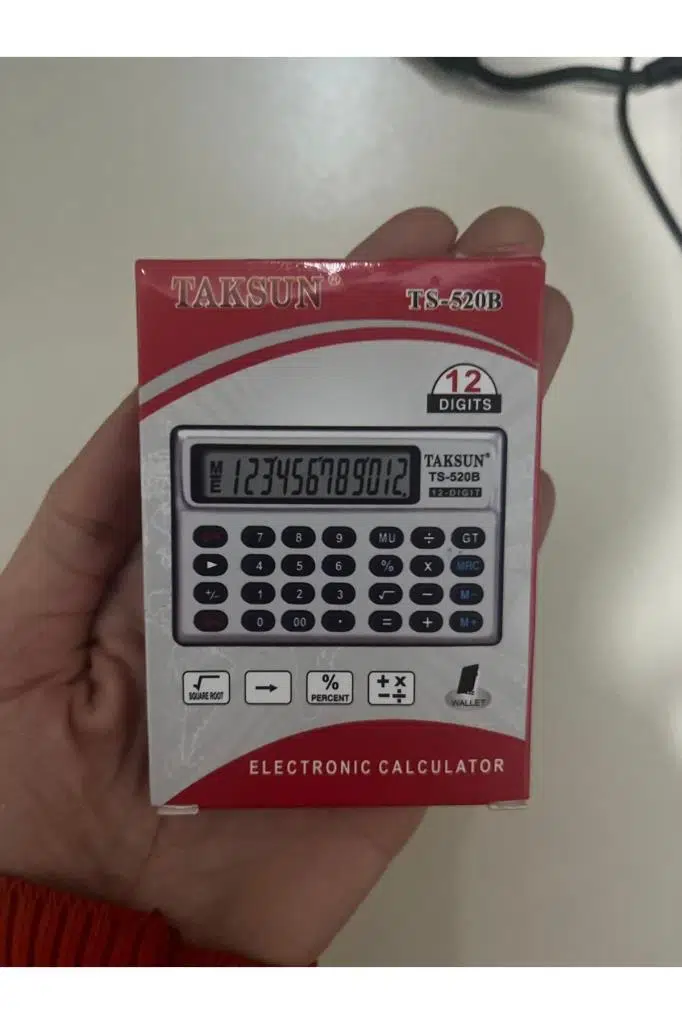 TAKSUN® TS-520B
12
DIGITS
M
E 123456789012.
TAKSUN®
TS-520B
12-DIGIT
7 8 9 MU ÷ GT
► 4 5 6 % x MRC
+/− 1 2 3 √ − M−
0 00 · = + M+
√
SQUARE ROOT
→
%
PERCENT
+ x
− ÷
WALLET
ELECTRONIC CALCULATOR